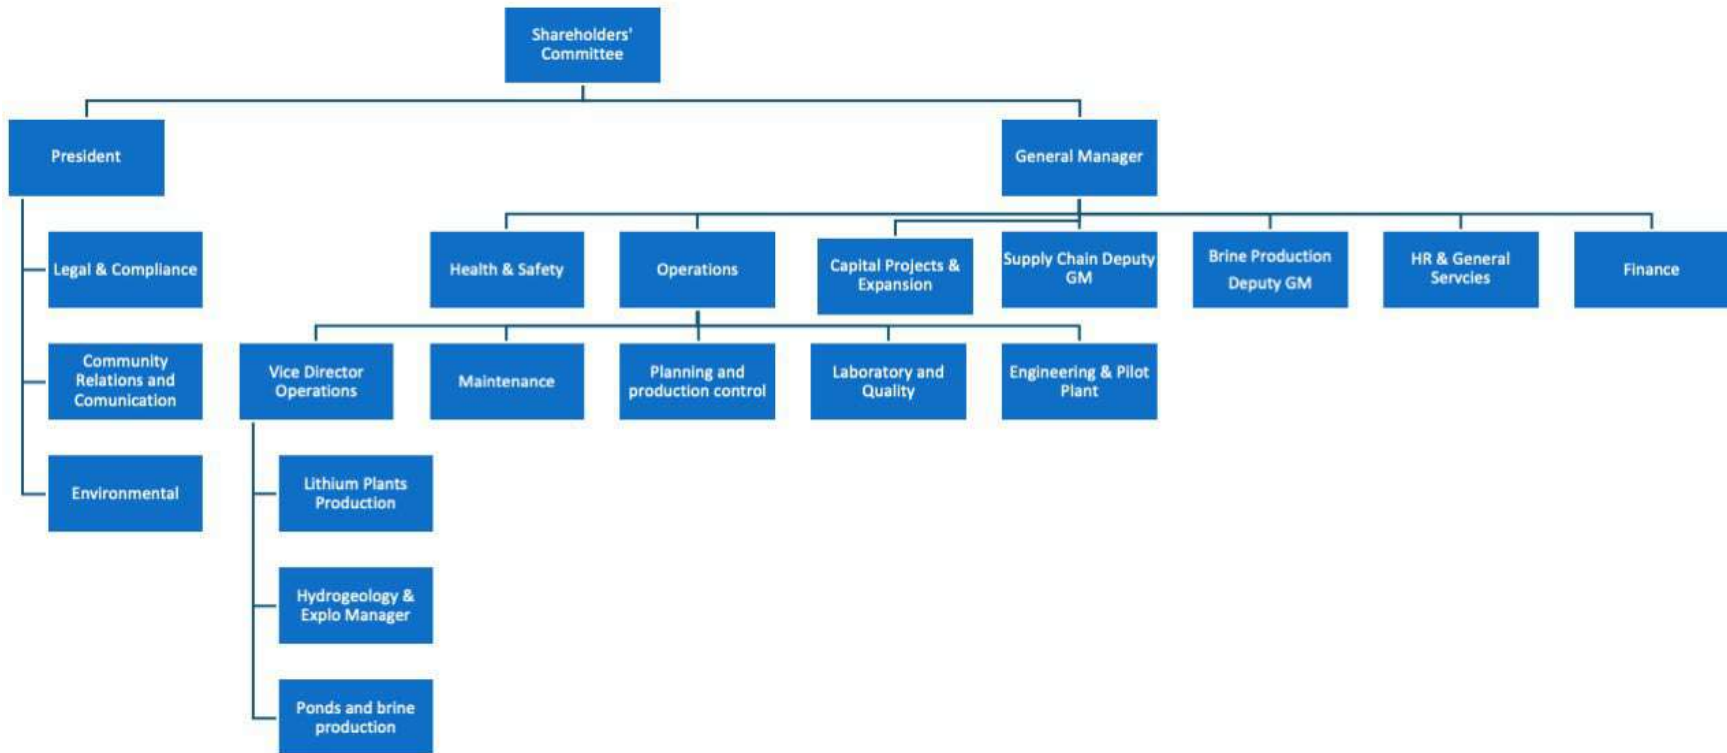 Shareholders'
Committee
President
General Manager
Legal & Compliance
Health & Safety
Operations
Capital Projects &
Expansion
Supply Chain Deputy
GM
Brine Production
Deputy GM
HR & General
Servcies
Finance
Community
Relations and
Comunication
Vice Director
Operations
Maintenance
Planning and
production control
Laboratory and
Quality
Engineering & Pilot
Plant
Environmental
Lithium Plants
Production
Hydrogeology &
Explo Manager
Ponds and brine
production